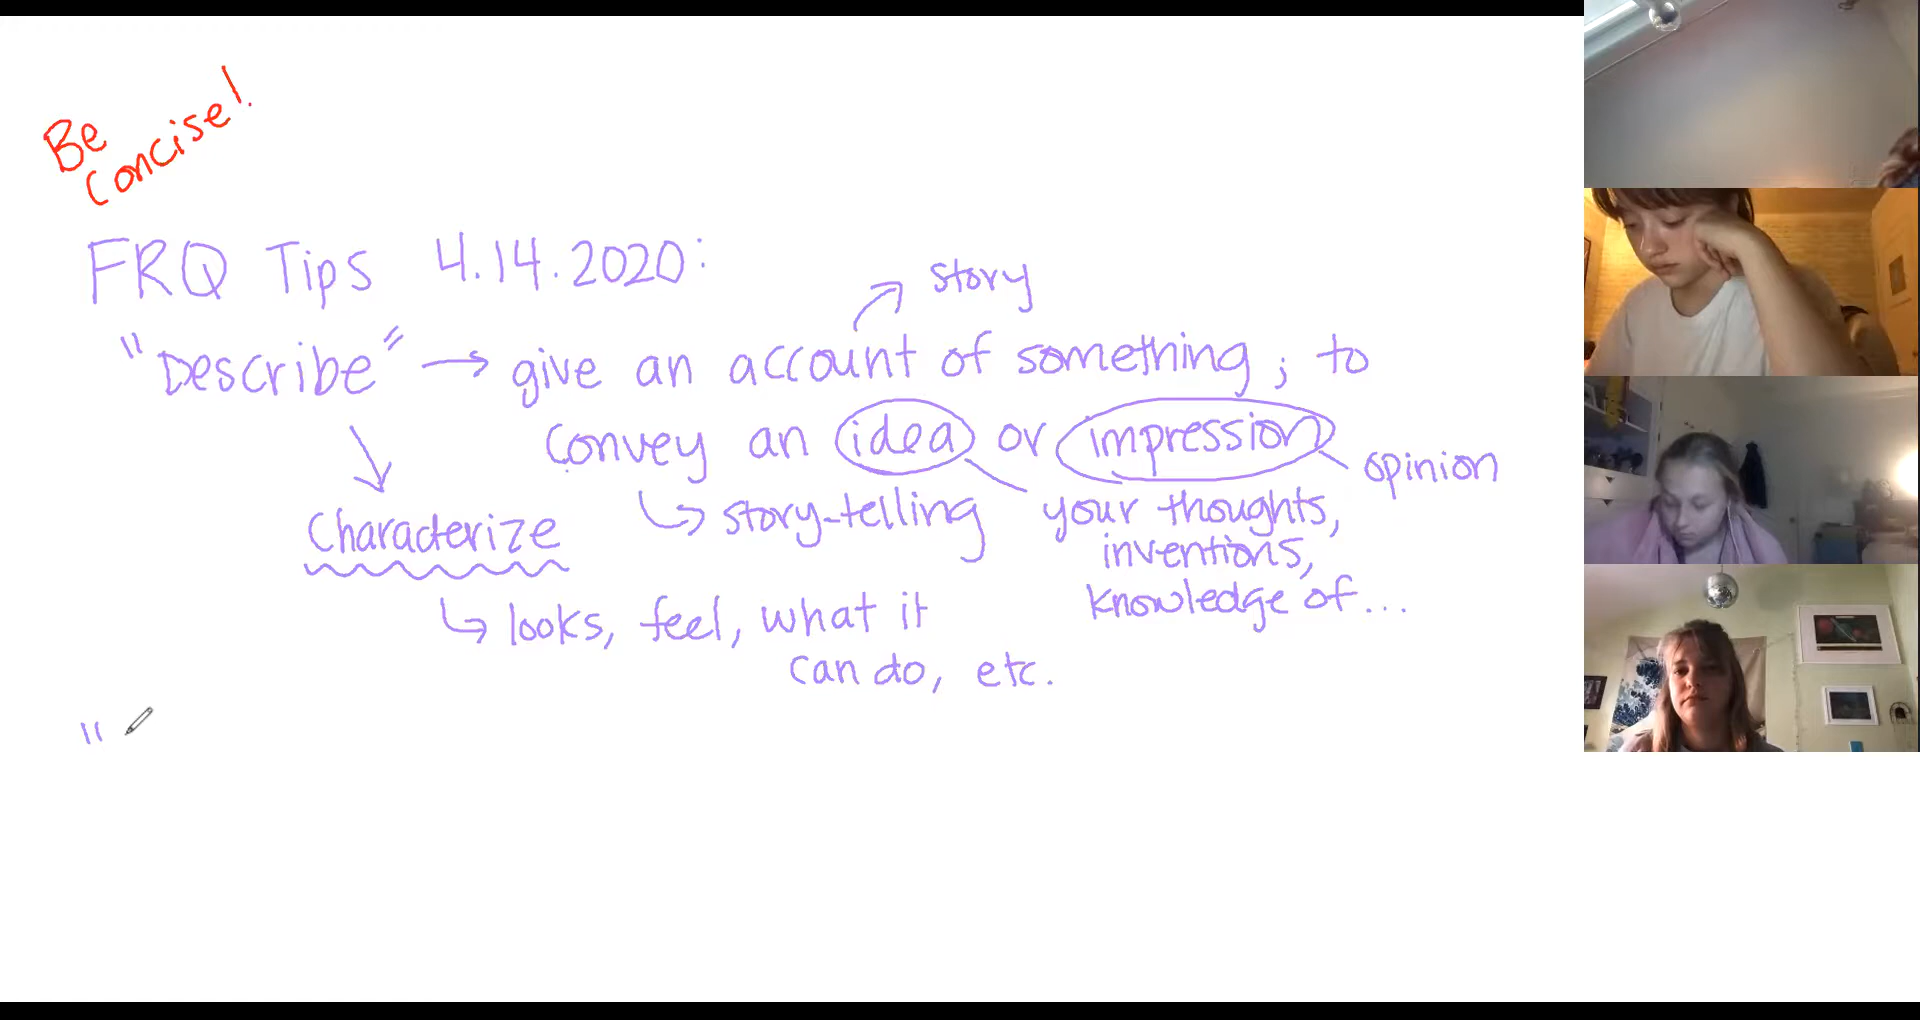 Be
Concise!
FRQ Tips 4.14.2020:
story
"Describe" → give an account of something; to
convey an idea or impression
opinion
Characterize
↳ story-telling
your thoughts,
inventions,
knowledge of...
↳ looks, feel, what it
can do, etc.
"